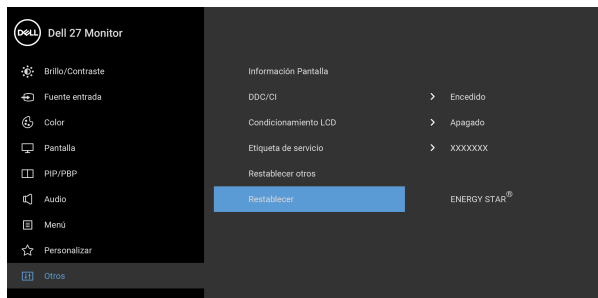 DELL Dell 27 Monitor
Brillo/Contraste
Fuente entrada
Color
Pantalla
PIP/PBP
Audio
Menú
Personalizar
Otros
Información Pantalla
DDC/CI > Encedido
Condicionamiento LCD > Apagado
Etiqueta de servicio > XXXXXXX
Restablecer otros
Restablecer ENERGY STAR®